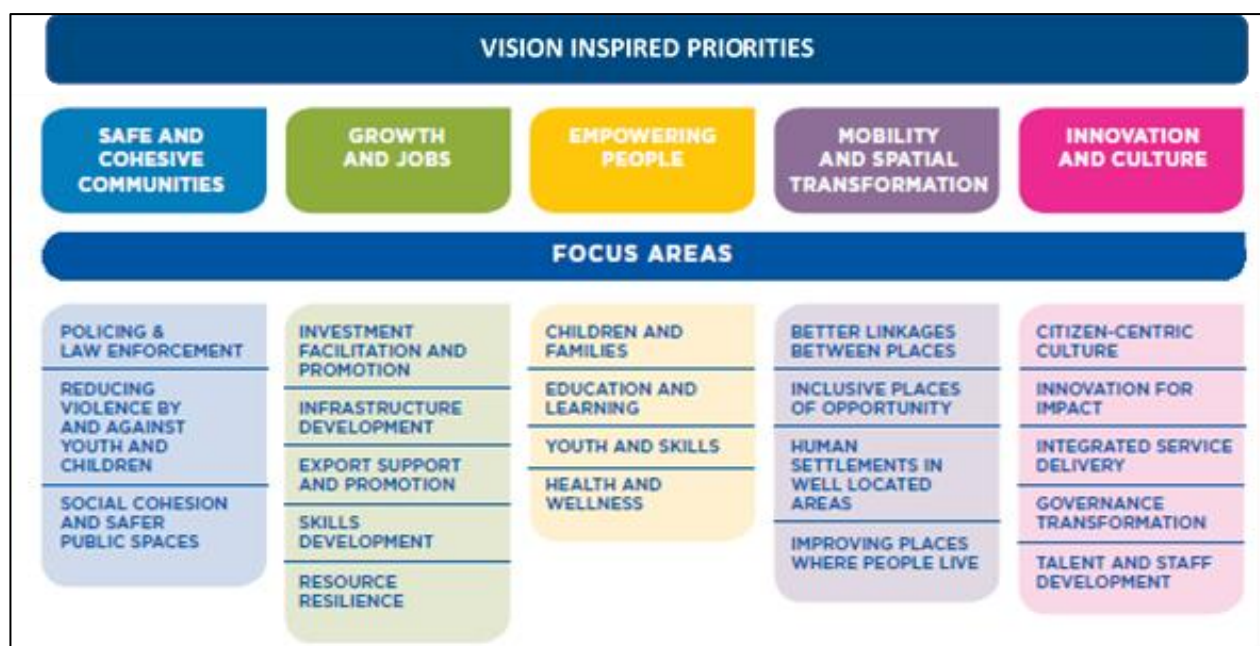 VISION INSPIRED PRIORITIES
SAFE AND
COHESIVE
COMMUNITIES
GROWTH
AND JOBS
EMPOWERING
PEOPLE
MOBILITY
AND SPATIAL
TRANSFORMATION
INNOVATION
AND CULTURE
FOCUS AREAS
POLICING &
LAW ENFORCEMENT
REDUCING
VIOLENCE BY
AND AGAINST
YOUTH AND
CHILDREN
SOCIAL COHESION
AND SAFER
PUBLIC SPACES
INVESTMENT
FACILITATION AND
PROMOTION
INFRASTRUCTURE
DEVELOPMENT
EXPORT SUPPORT
AND PROMOTION
SKILLS
DEVELOPMENT
RESOURCE
RESILIENCE
CHILDREN AND
FAMILIES
EDUCATION AND
LEARNING
YOUTH AND SKILLS
HEALTH AND
WELLNESS
BETTER LINKAGES
BETWEEN PLACES
INCLUSIVE PLACES
OF OPPORTUNITY
HUMAN
SETTLEMENTS IN
WELL LOCATED
AREAS
IMPROVING PLACES
WHERE PEOPLE LIVE
CITIZEN-CENTRIC
CULTURE
INNOVATION FOR
IMPACT
INTEGRATED SERVICE
DELIVERY
GOVERNANCE
TRANSFORMATION
TALENT AND STAFF
DEVELOPMENT